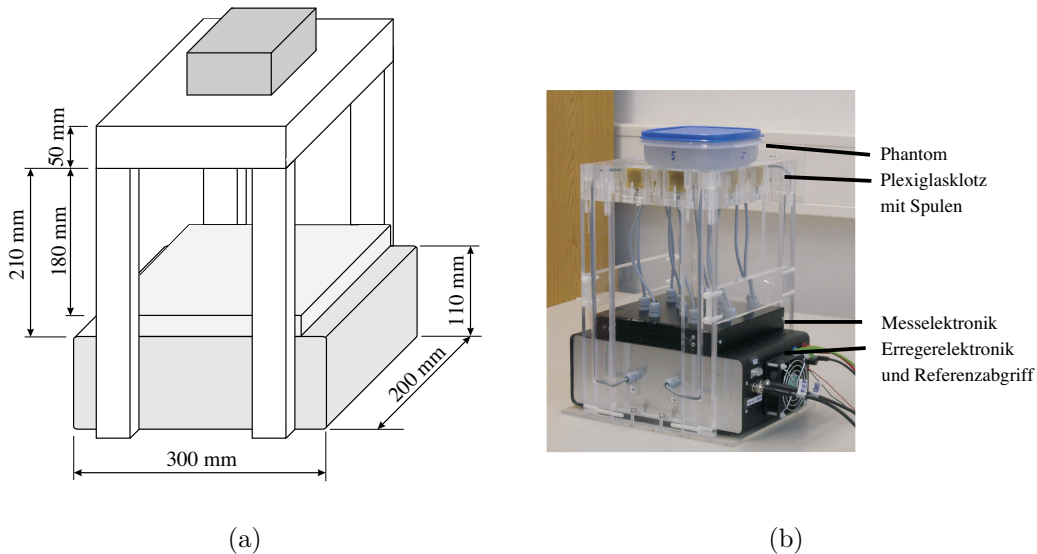 50 mm
210 mm
180 mm
110 mm
200 mm
300 mm
(a)
Phantom
Plexiglasklotz
mit Spulen
Messelektronik
Erregerelektronik
und Referenzabgriff
(b)